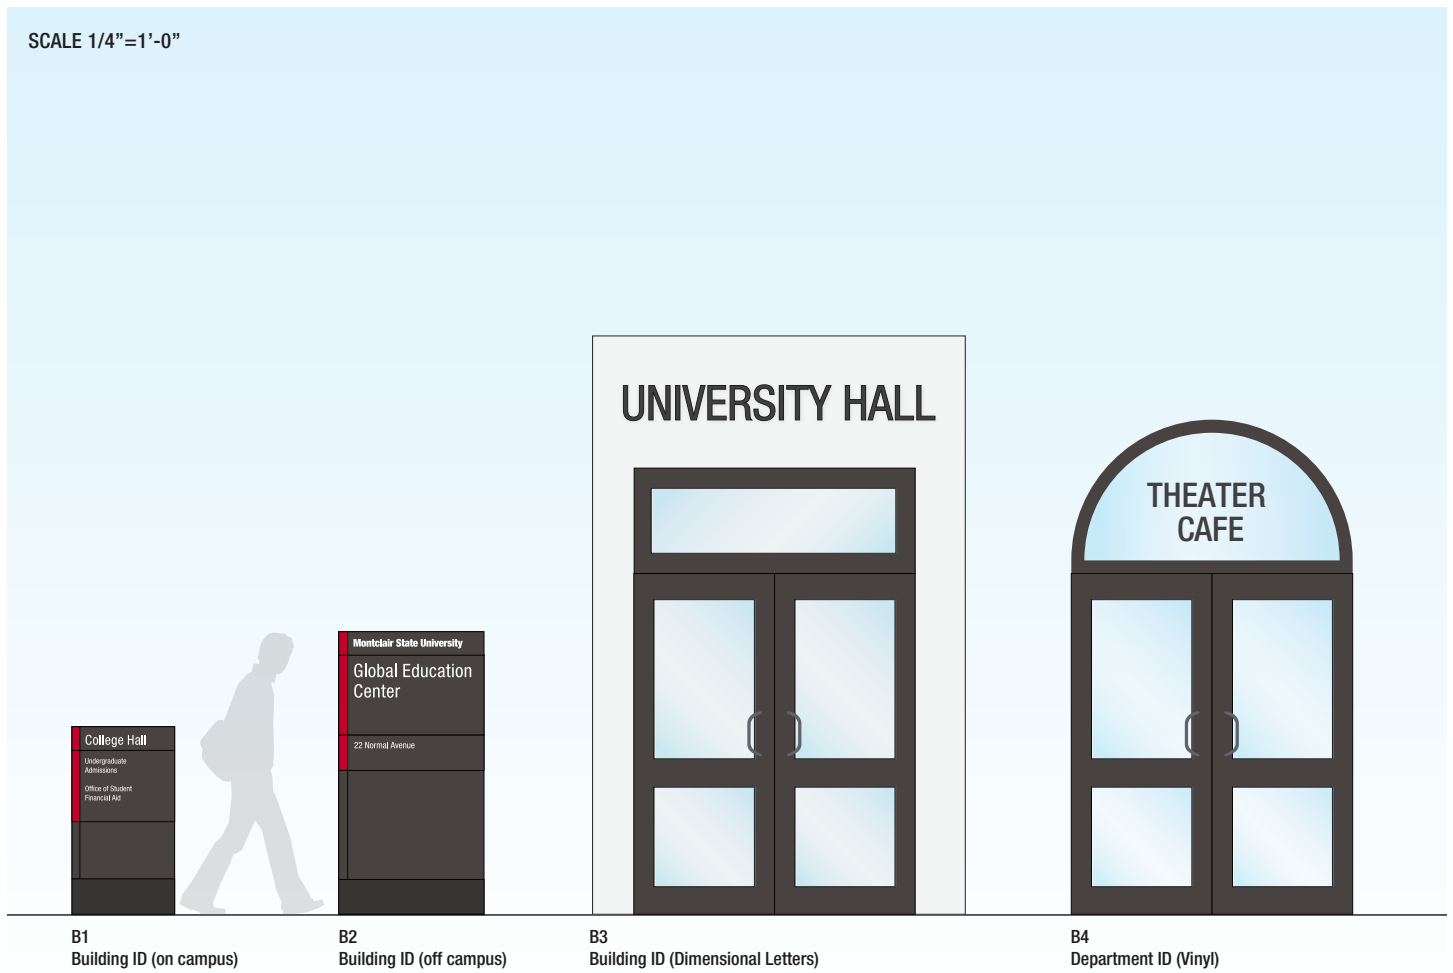 SCALE 1/4”=1’-0”
UNIVERSITY HALL
THEATER
CAFE
Montclair State University
Global Education
Center
22 Normal Avenue
College Hall
Undergraduate
Admissions
Office of Student
Financial Aid
B1
Building ID (on campus)
B2
Building ID (off campus)
B3
Building ID (Dimensional Letters)
B4
Department ID (Vinyl)